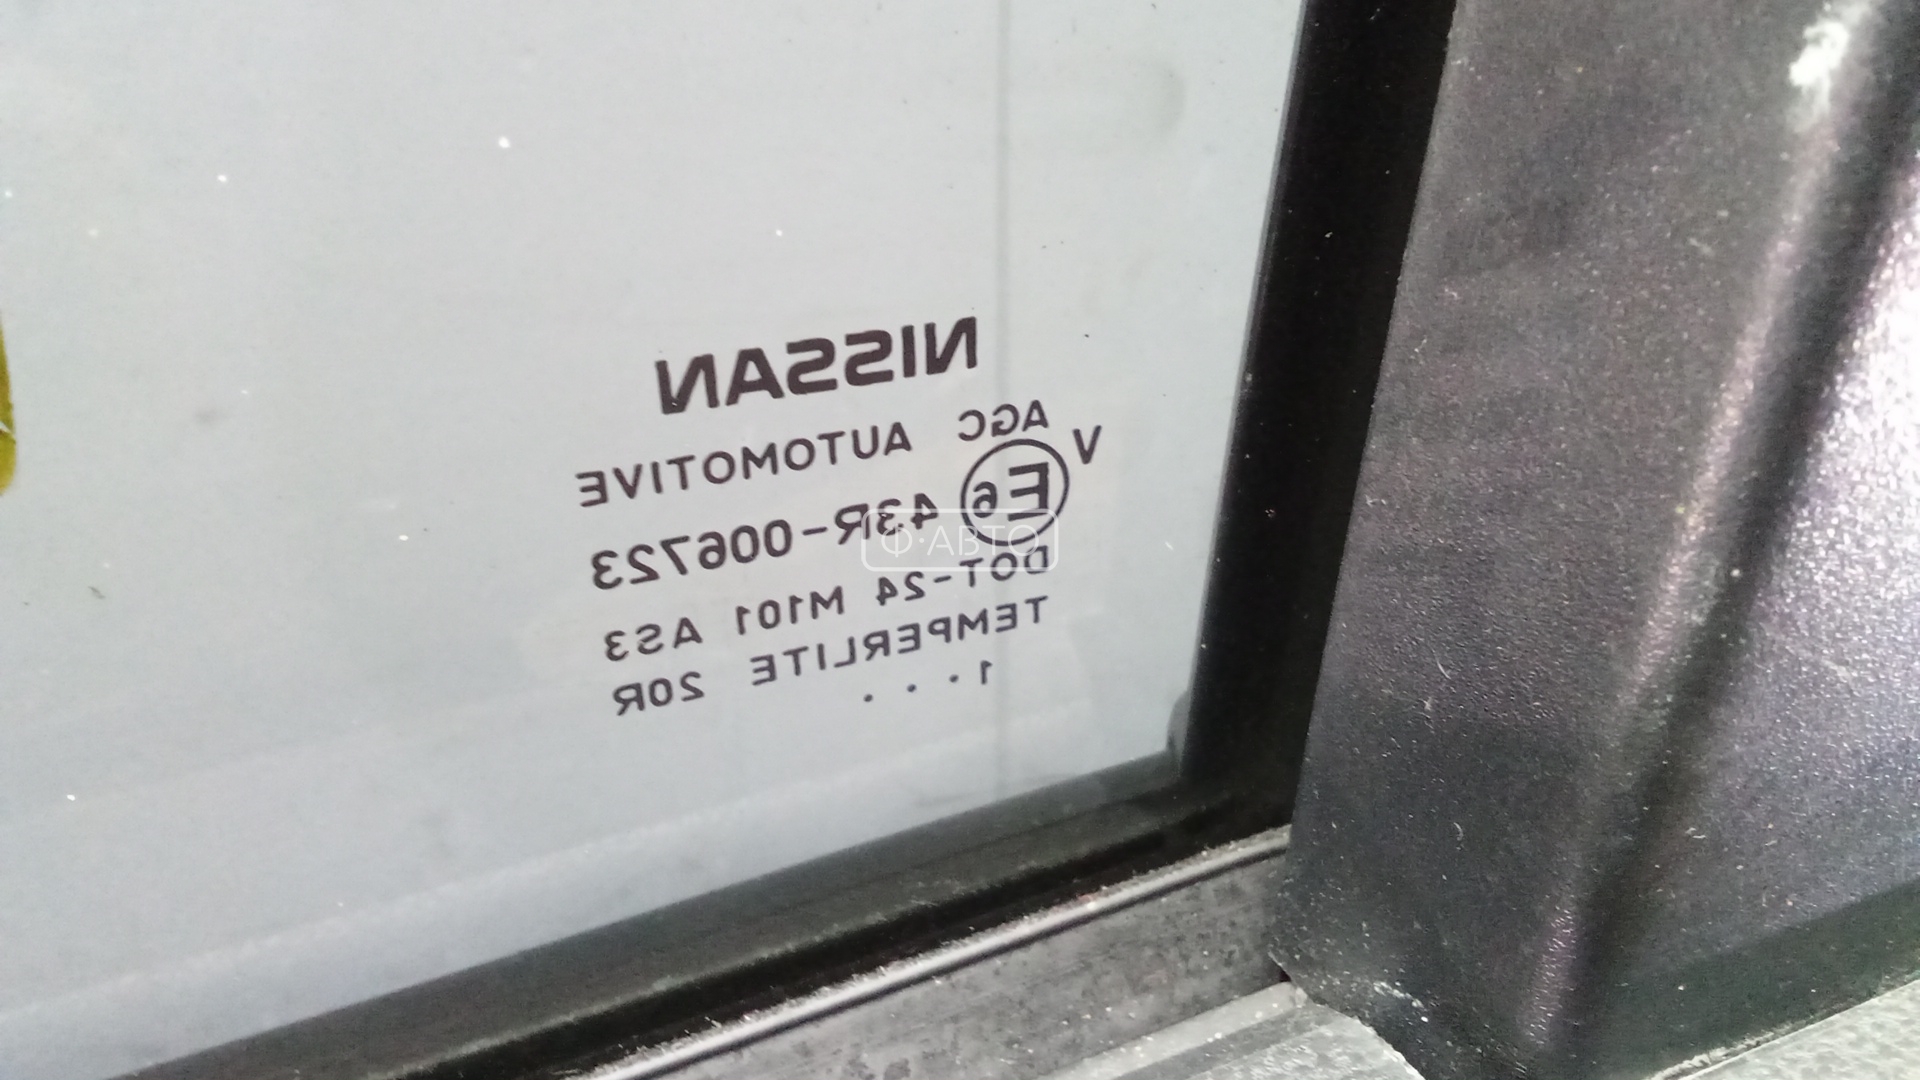 NISSAN
AGC AUTOMOTIVE
V
E6 43R-006723
DOT-24 M101 AS3
TEMPERLITE 20R
1 · · ·
Ф·АВТО